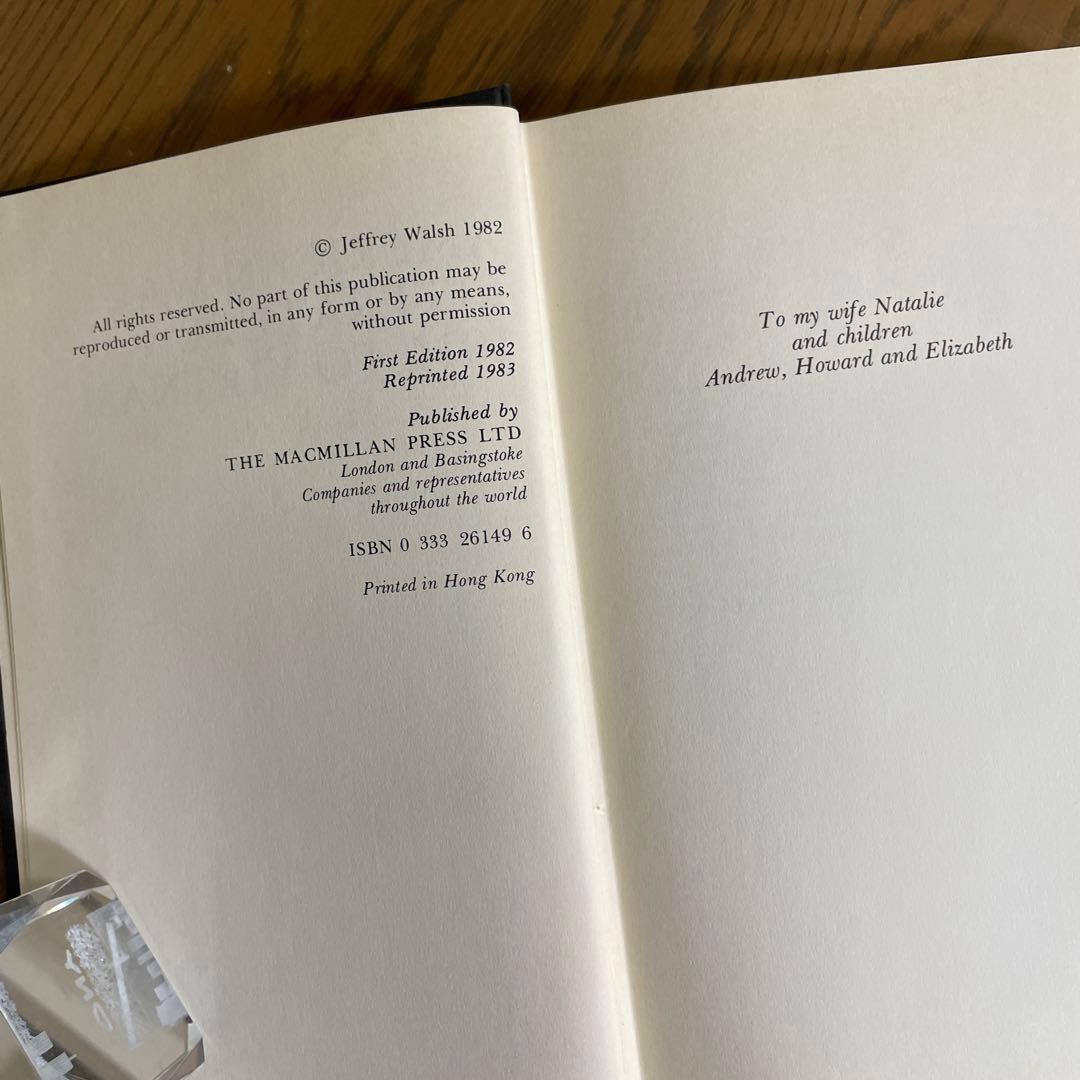 © Jeffrey Walsh 1982
All rights reserved. No part of this publication may be
reproduced or transmitted, in any form or by any means,
without permission
First Edition 1982
Reprinted 1983
Published by
THE MACMILLAN PRESS LTD
London and Basingstoke
Companies and representatives
throughout the world
ISBN 0 333 26149 6
Printed in Hong Kong
To my wife Natalie
and children
Andrew, Howard and Elizabeth